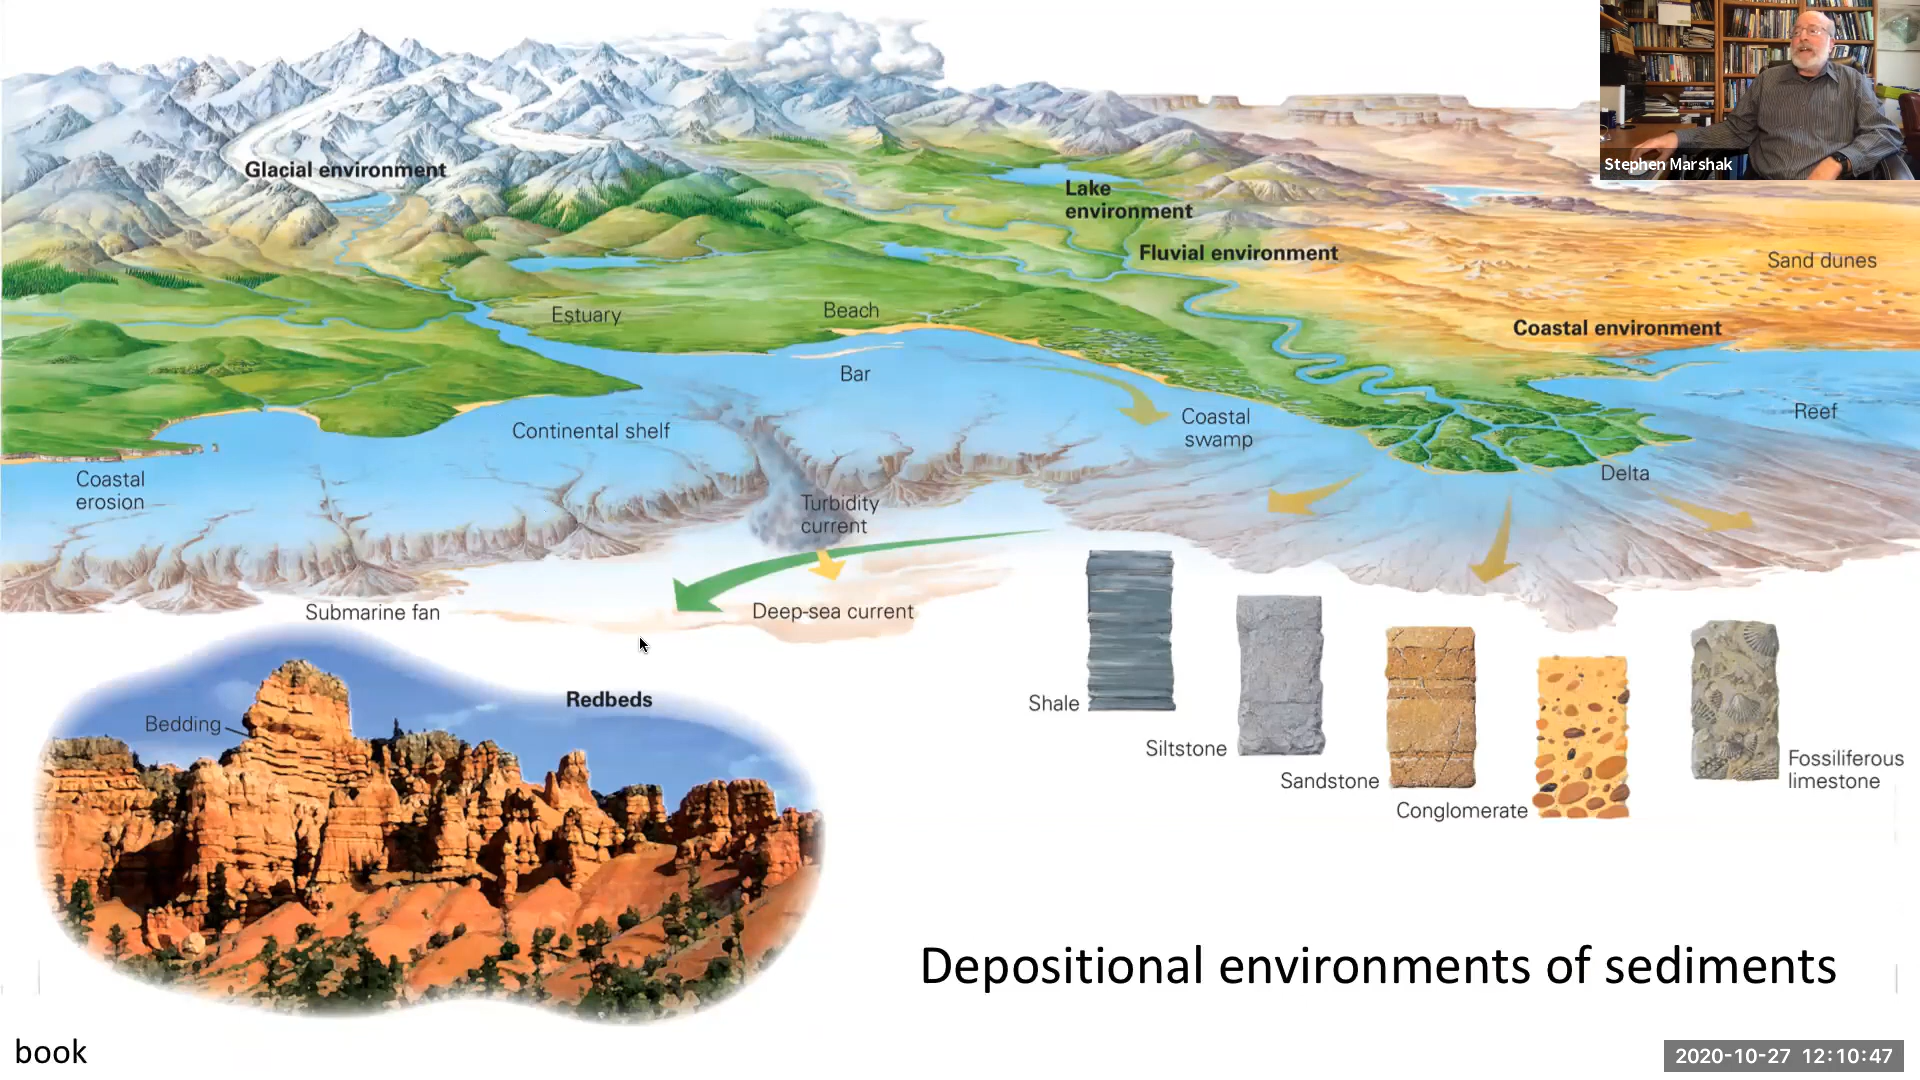 Stephen Marshak
Glacial environment
Lake
environment
Fluvial environment
Sand dunes
Estuary
Beach
Coastal environment
Bar
Continental shelf
Coastal
swamp
Reef
Coastal
erosion
Delta
Turbidity
current
Submarine fan
Deep-sea current
Redbeds
Bedding
Shale
Siltstone
Sandstone
Conglomerate
Fossiliferous
limestone
Depositional environments of sediments
book
2020-10-27 12:10:47